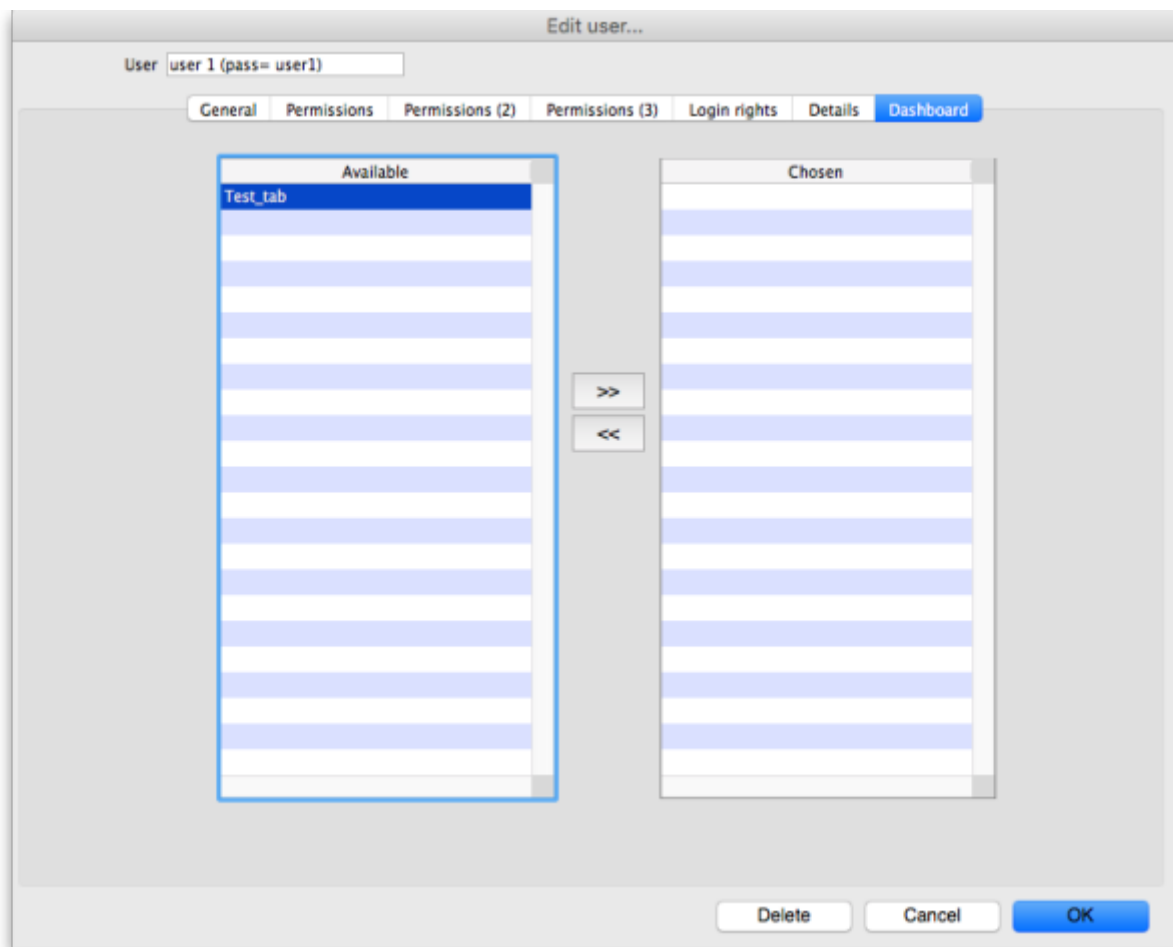 Edit user...
User user 1 (pass= user1)
General Permissions Permissions (2) Permissions (3) Login rights Details Dashboard
Available Chosen
Test_tab
>>
<<
Delete Cancel OK